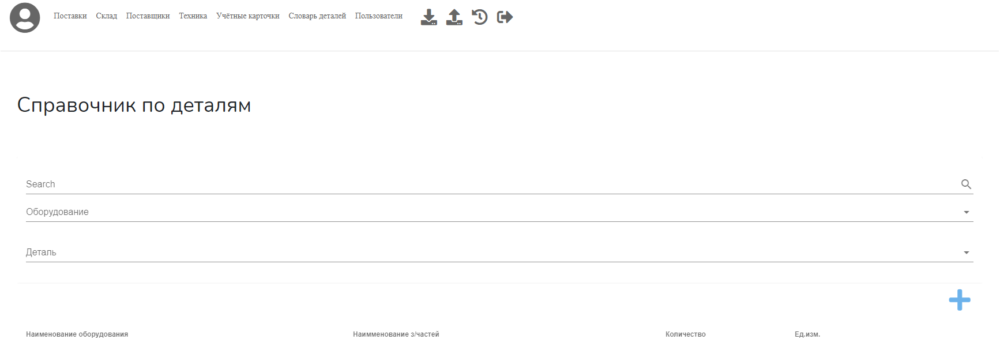 Поставки Склад Поставщики Техника Учётные карточки Словарь деталей Пользователи
Справочник по деталям
Search
Оборудование
Деталь
Наименование оборудования Наимменование з/частей Количество Ед.изм.